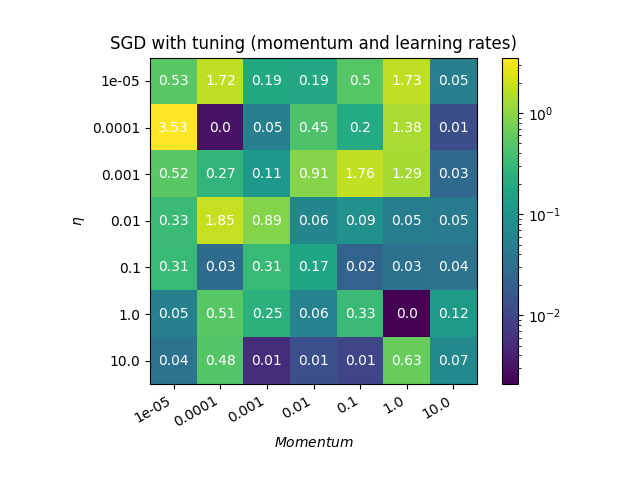 SGD with tuning (momentum and learning rates)
1e-05 0.53 1.72 0.19 0.19 0.5 1.73 0.05
0.0001 3.53 0.0 0.05 0.45 0.2 1.38 0.01
0.001 0.52 0.27 0.11 0.91 1.76 1.29 0.03
0.01 0.33 1.85 0.89 0.06 0.09 0.05 0.05
0.1 0.31 0.03 0.31 0.17 0.02 0.03 0.04
1.0 0.05 0.51 0.25 0.06 0.33 0.0 0.12
10.0 0.04 0.48 0.01 0.01 0.01 0.63 0.07
η
1e-05 0.0001 0.001 0.01 0.1 1.0 10.0
Momentum
10⁰
10⁻¹
10⁻²